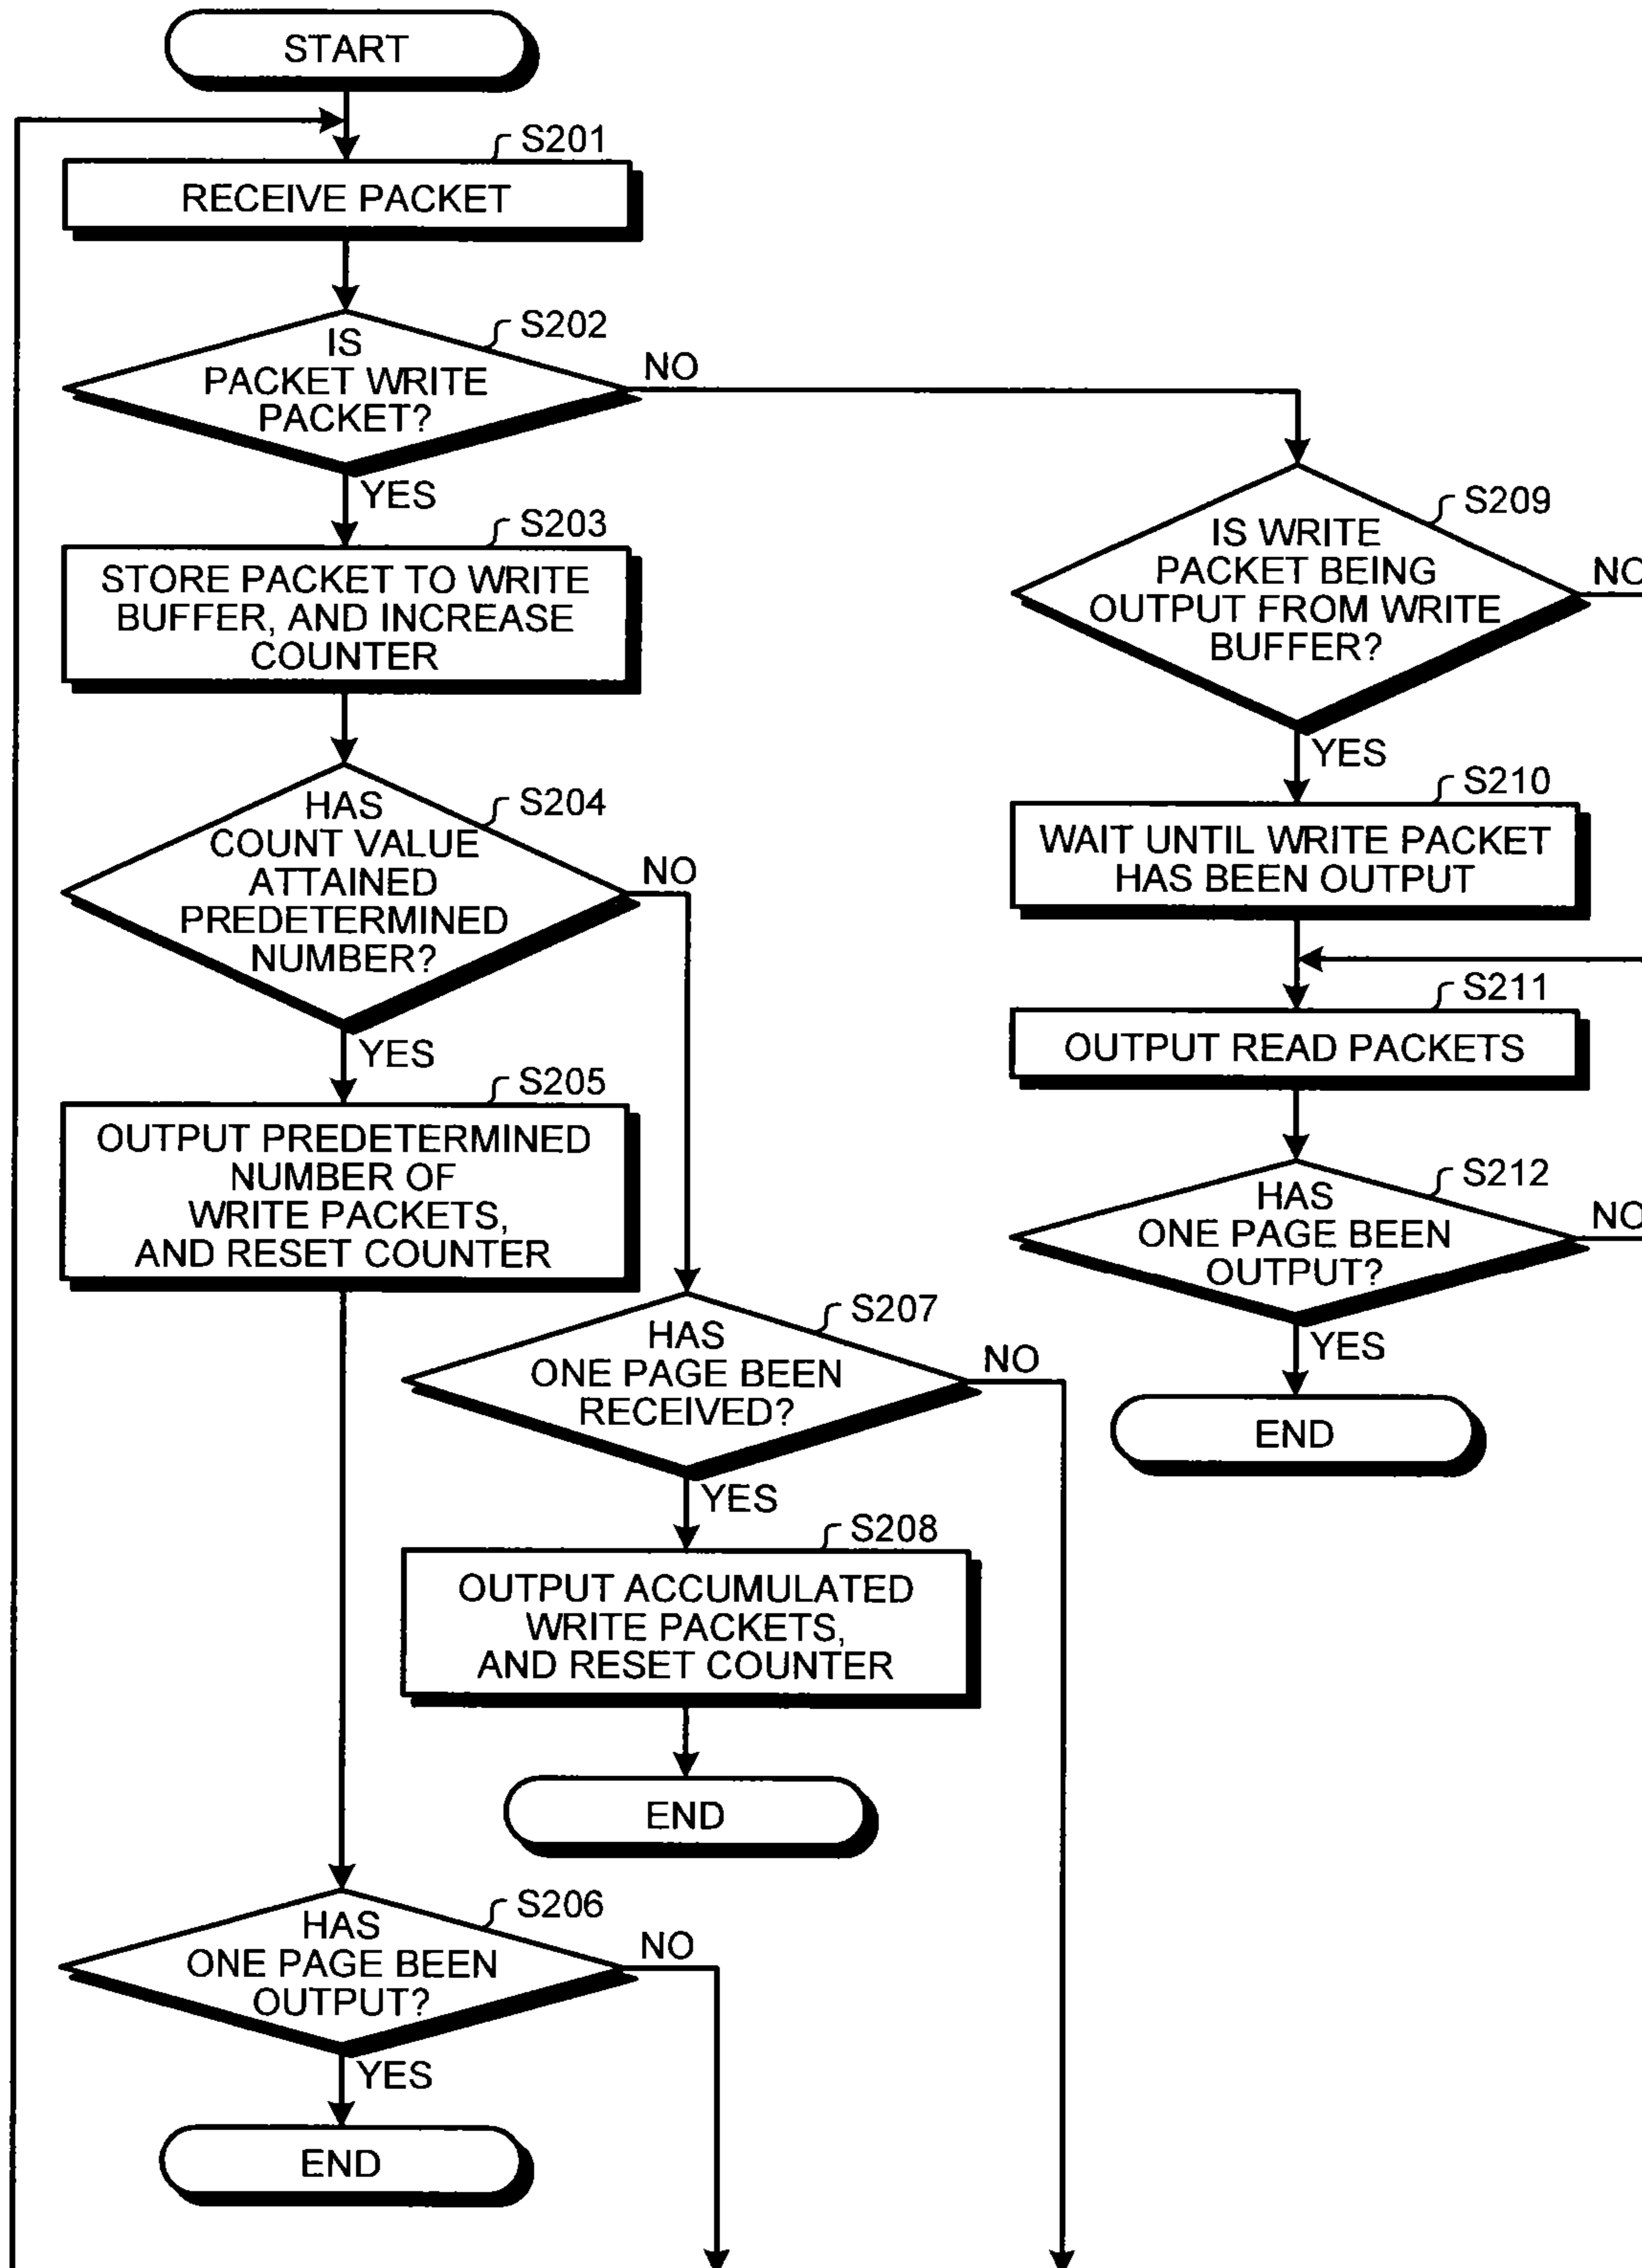 START
S201
RECEIVE PACKET
S202
IS
PACKET WRITE
PACKET?
NO
YES
S203
STORE PACKET TO WRITE
BUFFER, AND INCREASE
COUNTER
S204
HAS
COUNT VALUE
ATTAINED
PREDETERMINED
NUMBER?
NO
YES
S205
OUTPUT PREDETERMINED
NUMBER OF
WRITE PACKETS,
AND RESET COUNTER
S207
HAS
ONE PAGE BEEN
RECEIVED?
NO
YES
S208
OUTPUT ACCUMULATED
WRITE PACKETS,
AND RESET COUNTER
END
S206
HAS
ONE PAGE BEEN
OUTPUT?
NO
YES
END
S209
IS WRITE
PACKET BEING
OUTPUT FROM WRITE
BUFFER?
NO
YES
S210
WAIT UNTIL WRITE PACKET
HAS BEEN OUTPUT
S211
OUTPUT READ PACKETS
S212
HAS
ONE PAGE BEEN
OUTPUT?
NO
YES
END